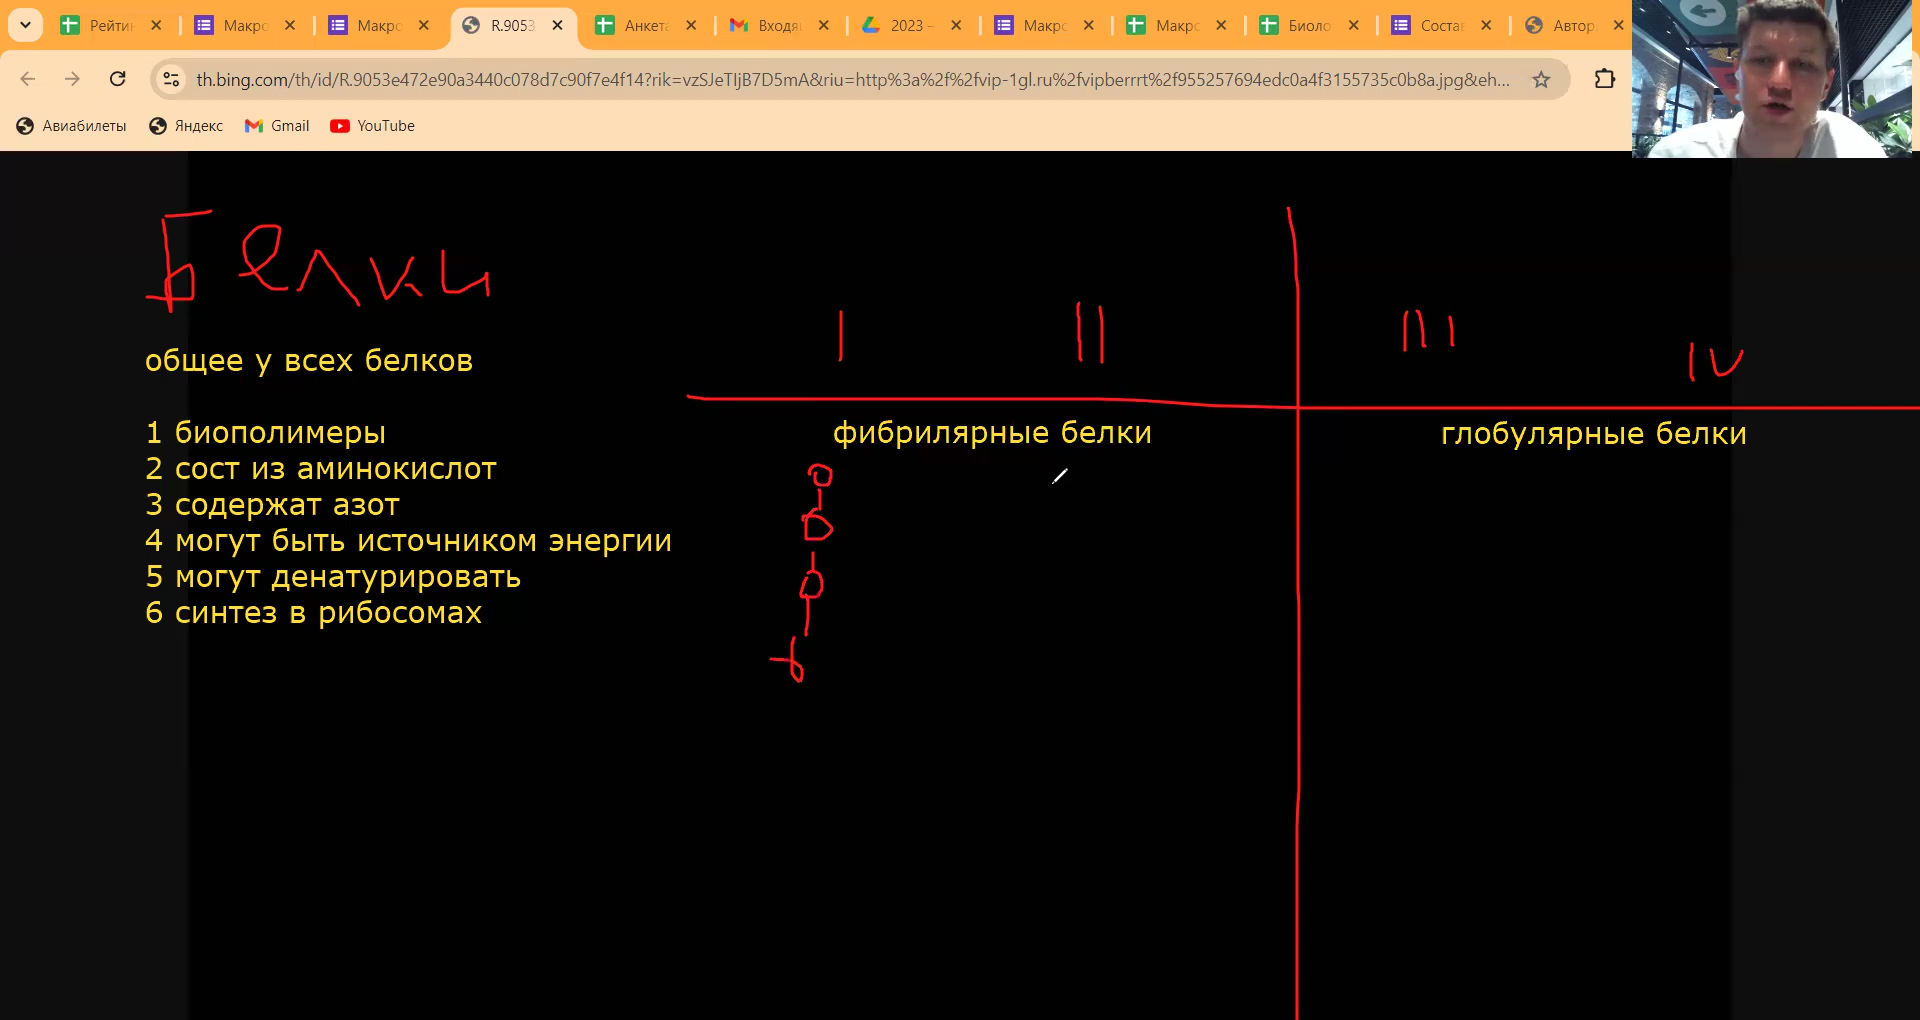 Рейтин
Макро
Макро
R.9053
Анкета
Входящ
2023 –
Макро
Макро
Биоло
Состав
Автор
th.bing.com/th/id/R.9053e472e90a3440c078d7c90f7e4f14?rik=vzSJeTIjB7D5mA&riu=http%3a%2f%2fvip-1gl.ru%2fvipberrrt%2f955257694edc0a4f3155735c0b8a.jpg&eh...
Авиабилеты
Яндекс
Gmail
YouTube
Белки
общее у всех белков
1 биополимеры
2 сост из аминокислот
3 содержат азот
4 могут быть источником энергии
5 могут денатурировать
6 синтез в рибосомах
I
II
III
IV
фибрилярные белки
глобулярные белки